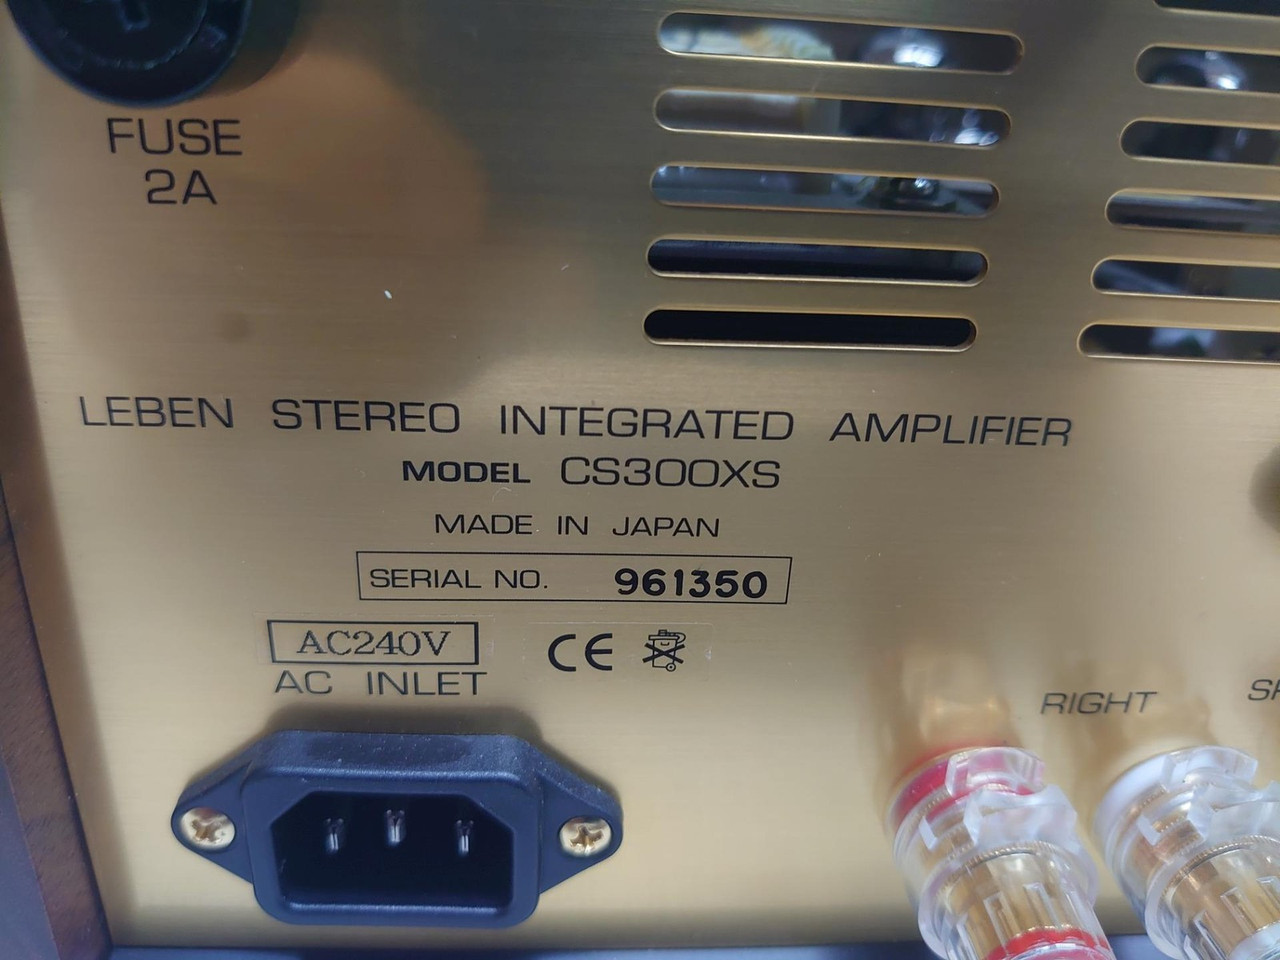 FUSE
2A
LEBEN STEREO INTEGRATED AMPLIFIER
MODEL CS300XS
MADE IN JAPAN
SERIAL NO. 961350
AC240V
CE
AC INLET
RIGHT